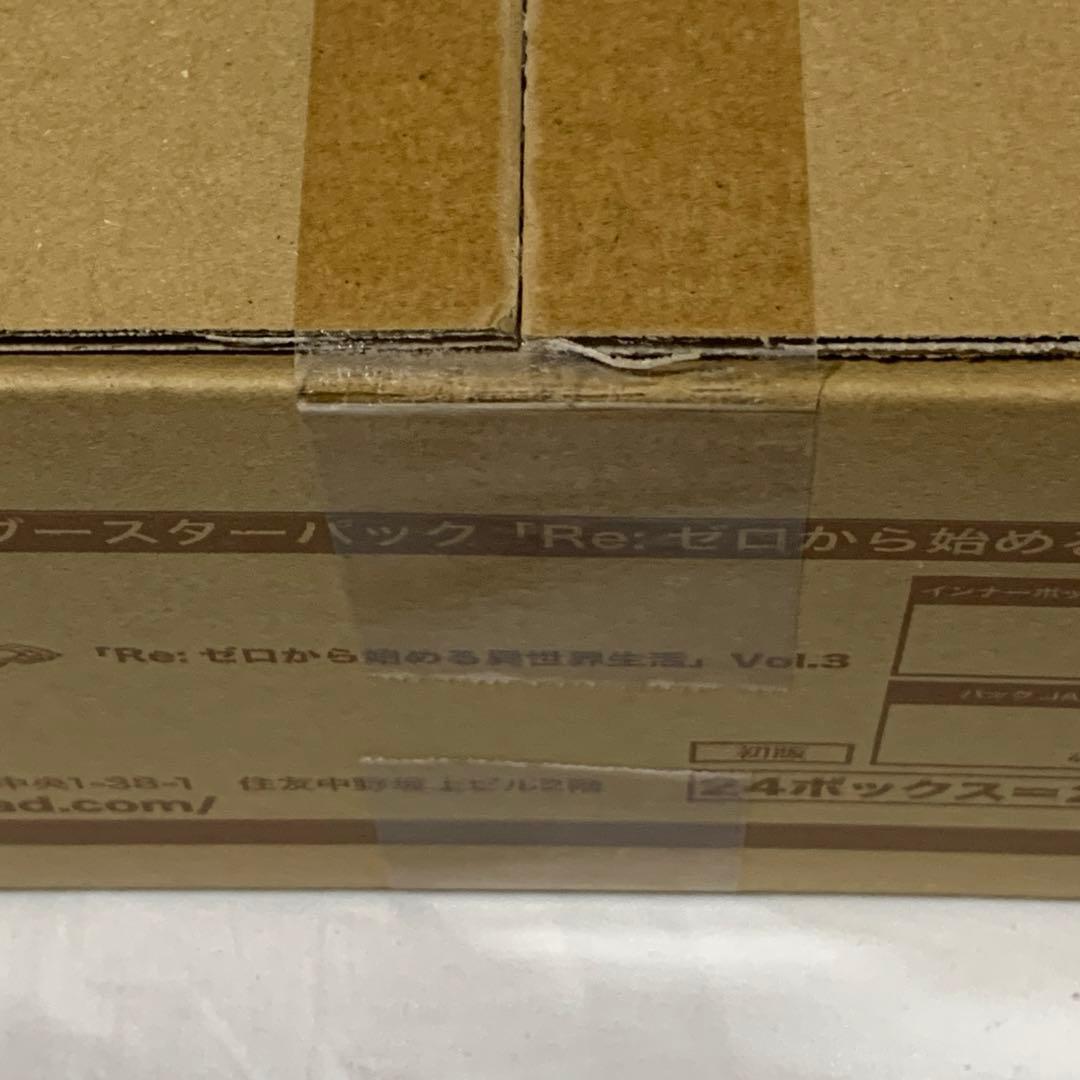 ブースターパック 「Re: ゼロから始める
インナーボッ
「Re: ゼロから始める異世界生活」 Vol.3
パック JA
初版
中央1-38-1 住友中野坂上ビル2階
24ボックス=2
ad.com/